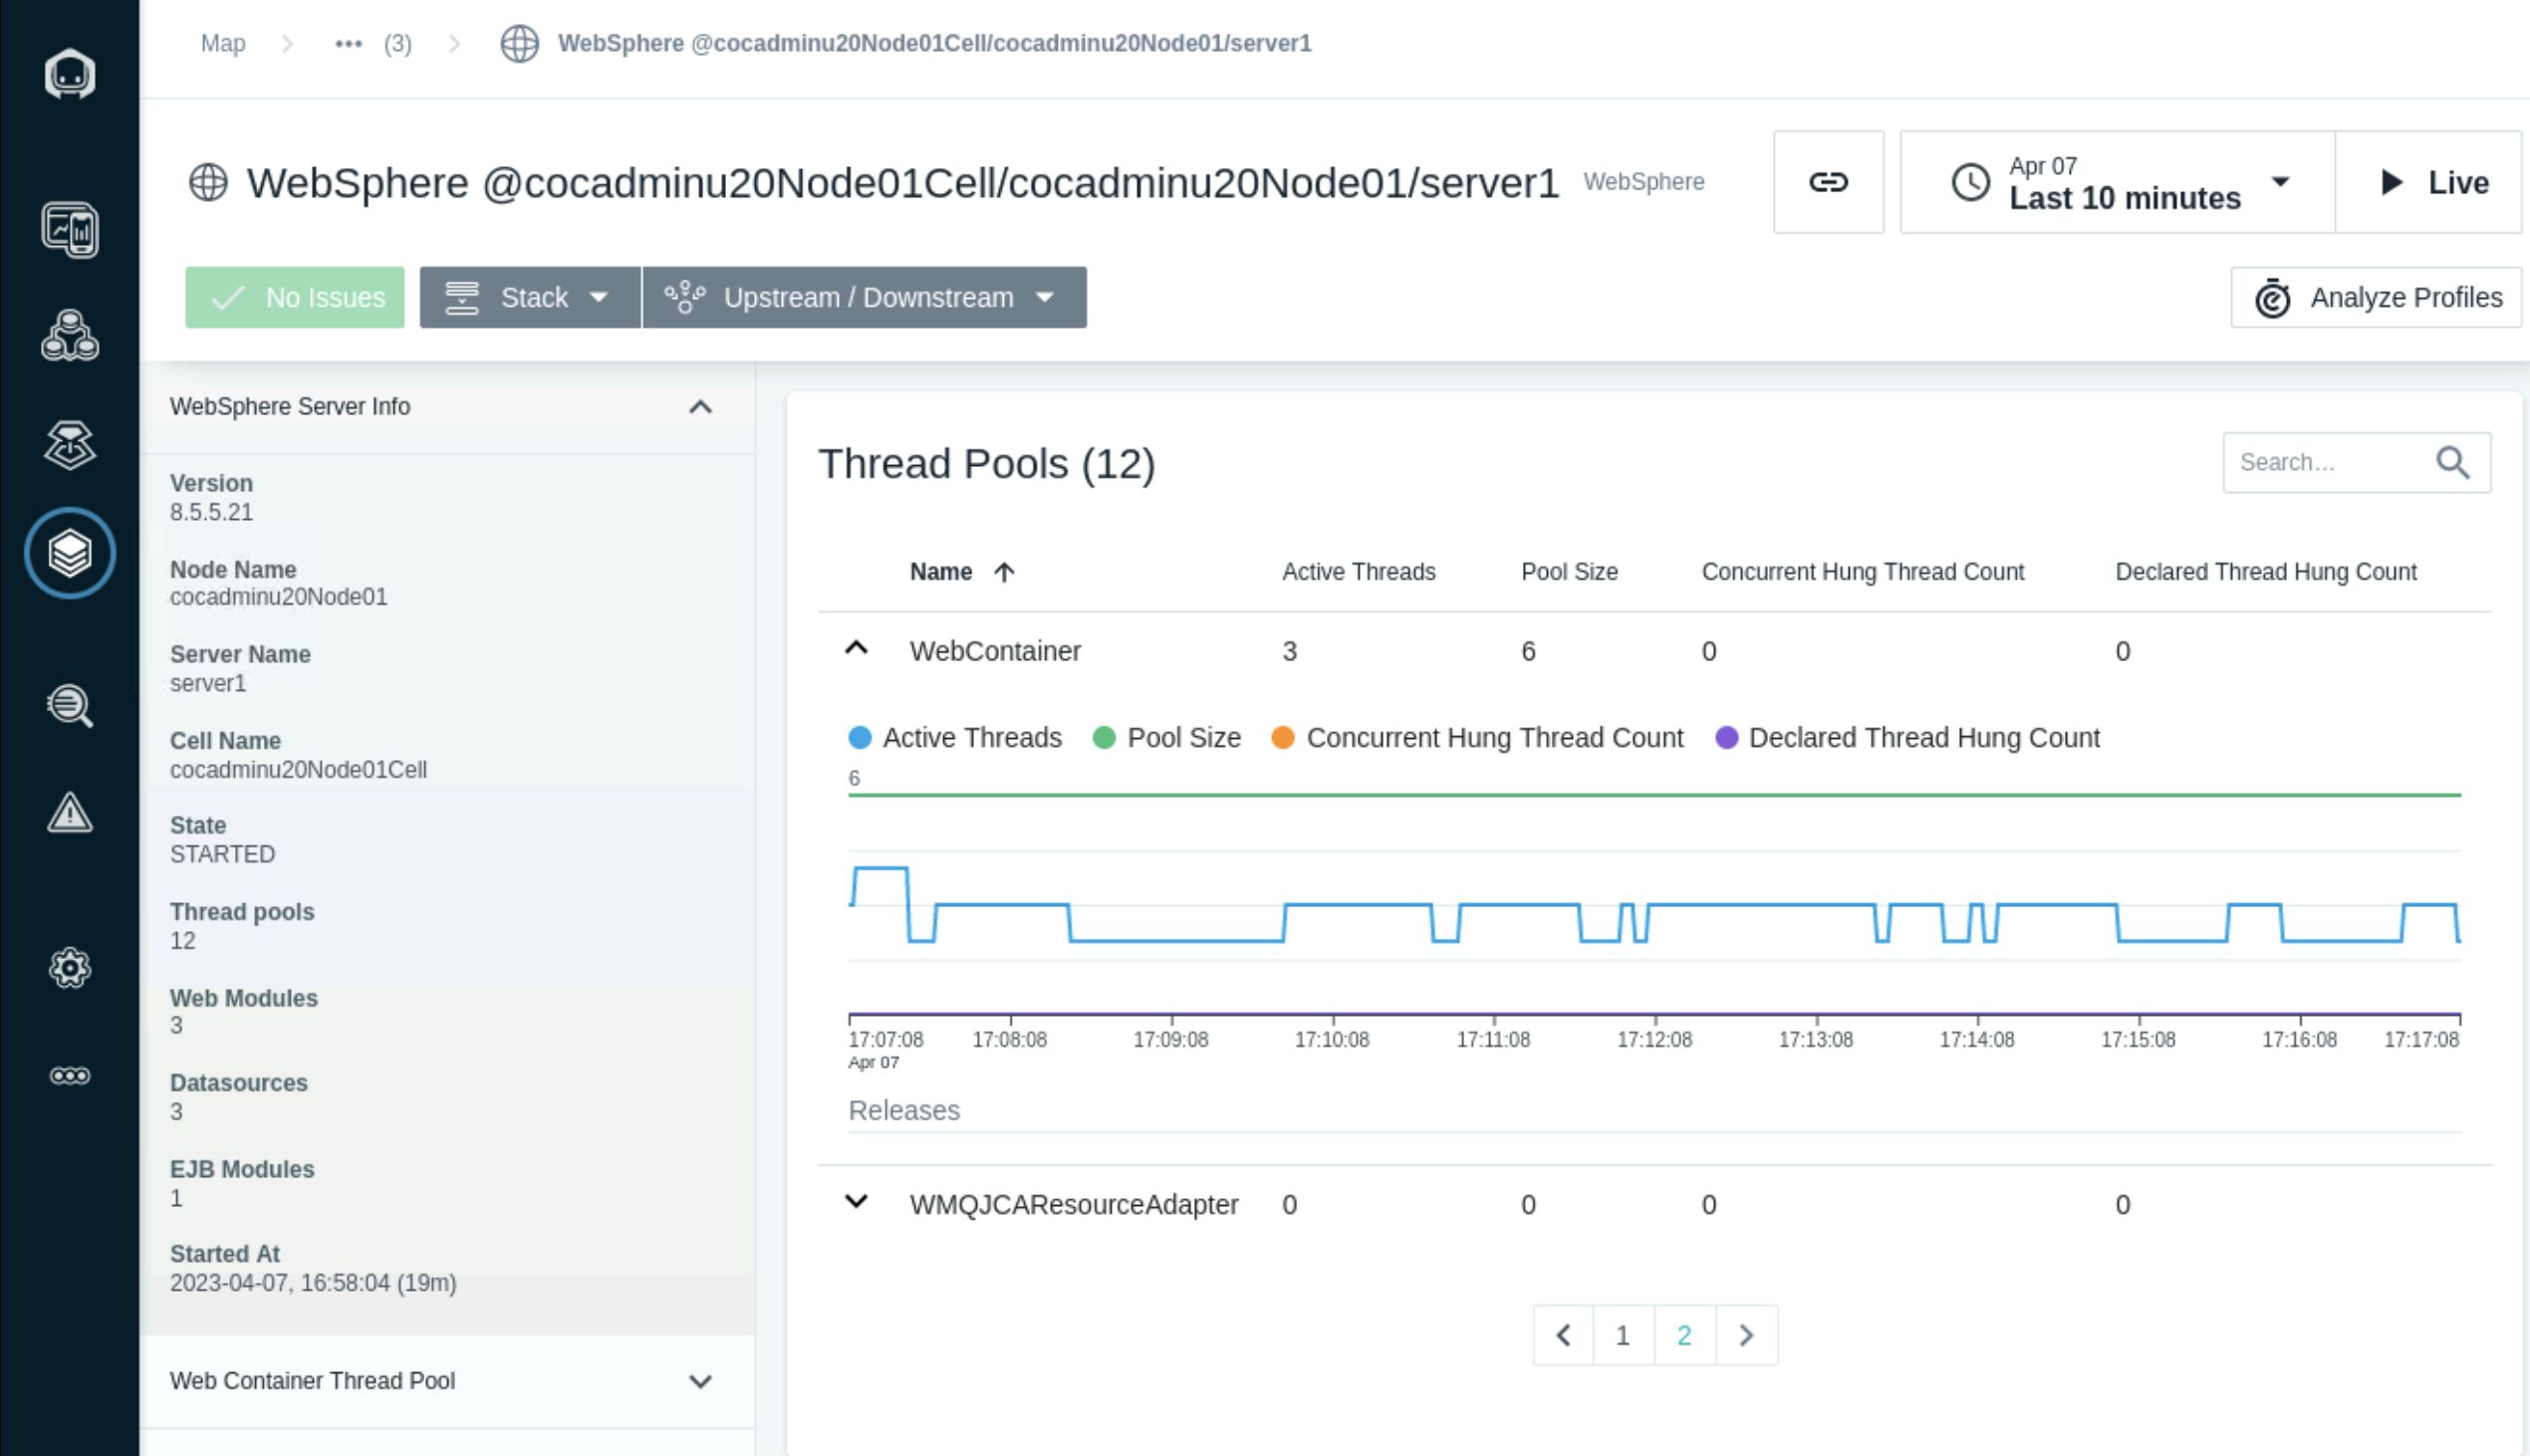 Map ••• (3) WebSphere @cocadminu20Node01Cell/cocadminu20Node01/server1
WebSphere @cocadminu20Node01Cell/cocadminu20Node01/server1 WebSphere
Apr 07
Last 10 minutes
Live
No Issues Stack Upstream / Downstream Analyze Profiles
WebSphere Server Info
Version
8.5.5.21
Node Name
cocadminu20Node01
Server Name
server1
Cell Name
cocadminu20Node01Cell
State
STARTED
Thread pools
12
Web Modules
3
Datasources
3
EJB Modules
1
Started At
2023-04-07, 16:58:04 (19m)
Web Container Thread Pool
Thread Pools (12)
Search...
Name Active Threads Pool Size Concurrent Hung Thread Count Declared Thread Hung Count
WebContainer 3 6 0 0
Active Threads Pool Size Concurrent Hung Thread Count Declared Thread Hung Count
6
17:07:08 17:08:08 17:09:08 17:10:08 17:11:08 17:12:08 17:13:08 17:14:08 17:15:08 17:16:08 17:17:08
Apr 07
Releases
WMQJCAResourceAdapter 0 0 0 0
1 2